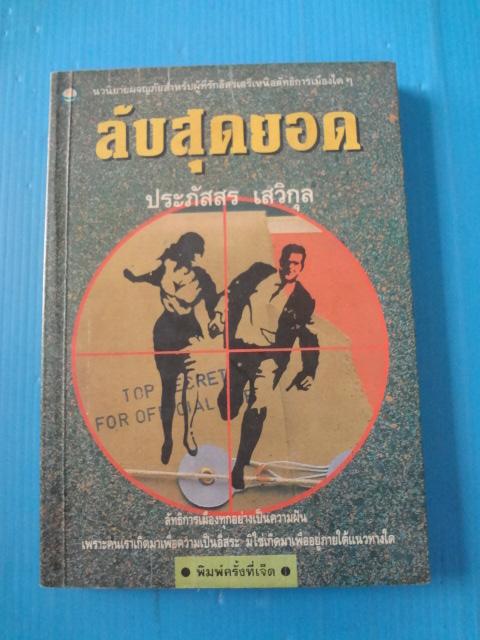 นวนิยายผจญภัยสำหรับผู้ที่รักอิสรเสรีเหนือลัทธิการเมืองใด ๆ
ลับสุดยอด
ประภัสสร เสวิกุล
TOP SECRET
FOR OFFICIAL
ลัทธิการเมืองทุกอย่างเป็นความฝัน
เพราะคนเราเกิดมาเพื่อความเป็นอิสระ มิใช่เกิดมาเพื่ออยู่ภายใต้แนวทางใด
● พิมพ์ครั้งที่เจ็ด ●